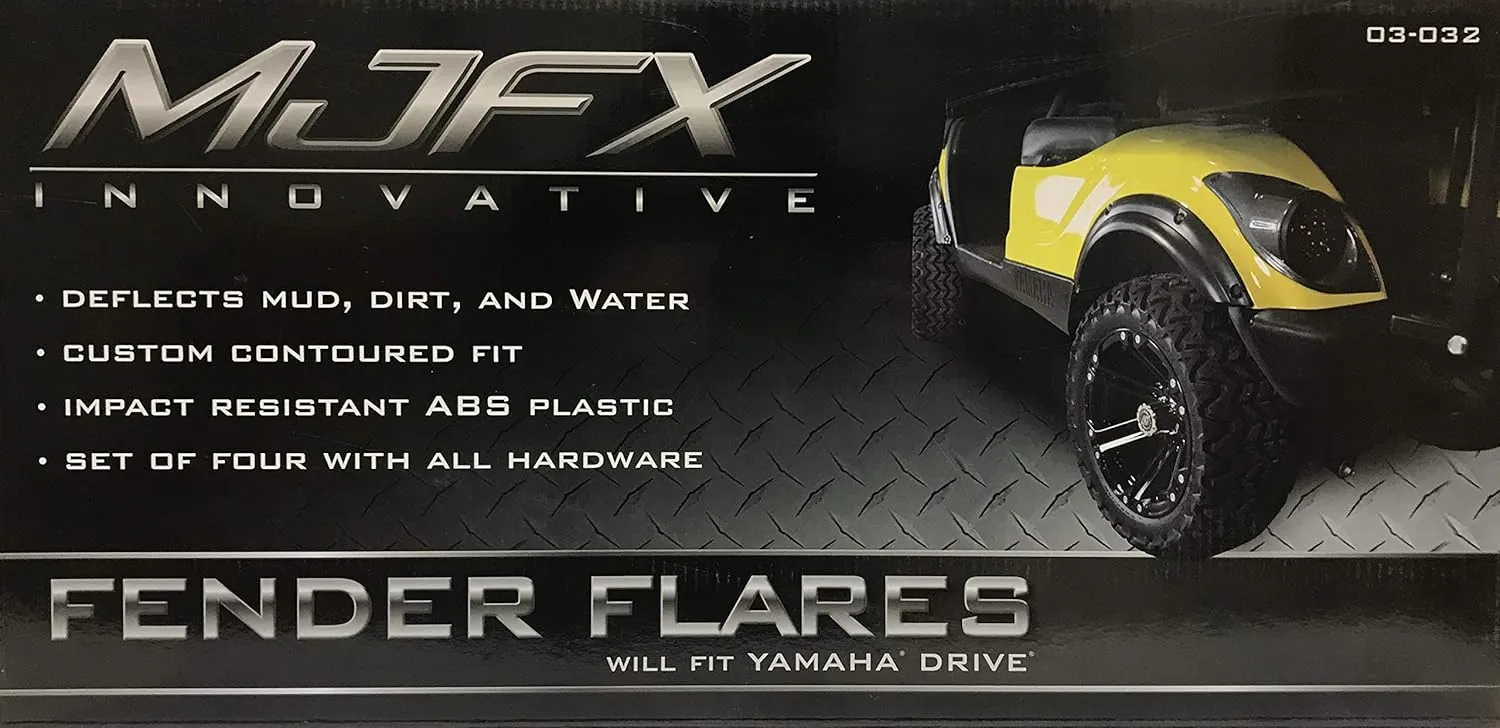 MJFX
INNOVATIVE
03-032
• DEFLECTS MUD, DIRT, AND WATER
• CUSTOM CONTOURED FIT
• IMPACT RESISTANT ABS PLASTIC
• SET OF FOUR WITH ALL HARDWARE
FENDER FLARES
WILL FIT YAMAHA® DRIVE®